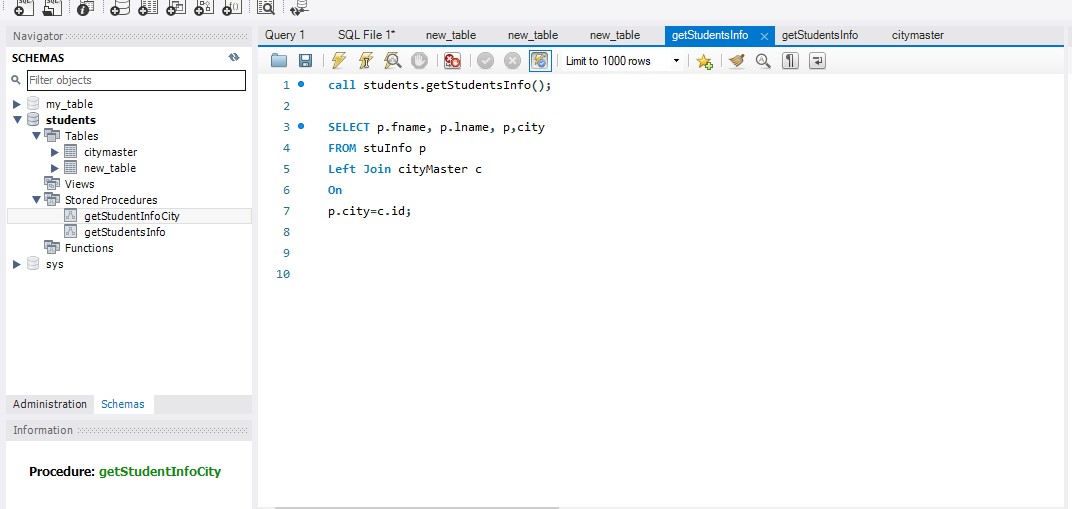 Navigator
SCHEMAS
Filter objects
my_table
students
Tables
citymaster
new_table
Views
Stored Procedures
getStudentInfoCity
getStudentsInfo
Functions
sys
Administration Schemas
Information
Procedure: getStudentInfoCity
Query 1 SQL File 1* new_table new_table new_table getStudentsInfo getStudentsInfo citymaster
Limit to 1000 rows
1 call students.getStudentsInfo();
2
3 SELECT p.fname, p.lname, p,city
4 FROM stuInfo p
5 Left Join cityMaster c
6 On
7 p.city=c.id;
8
9
10